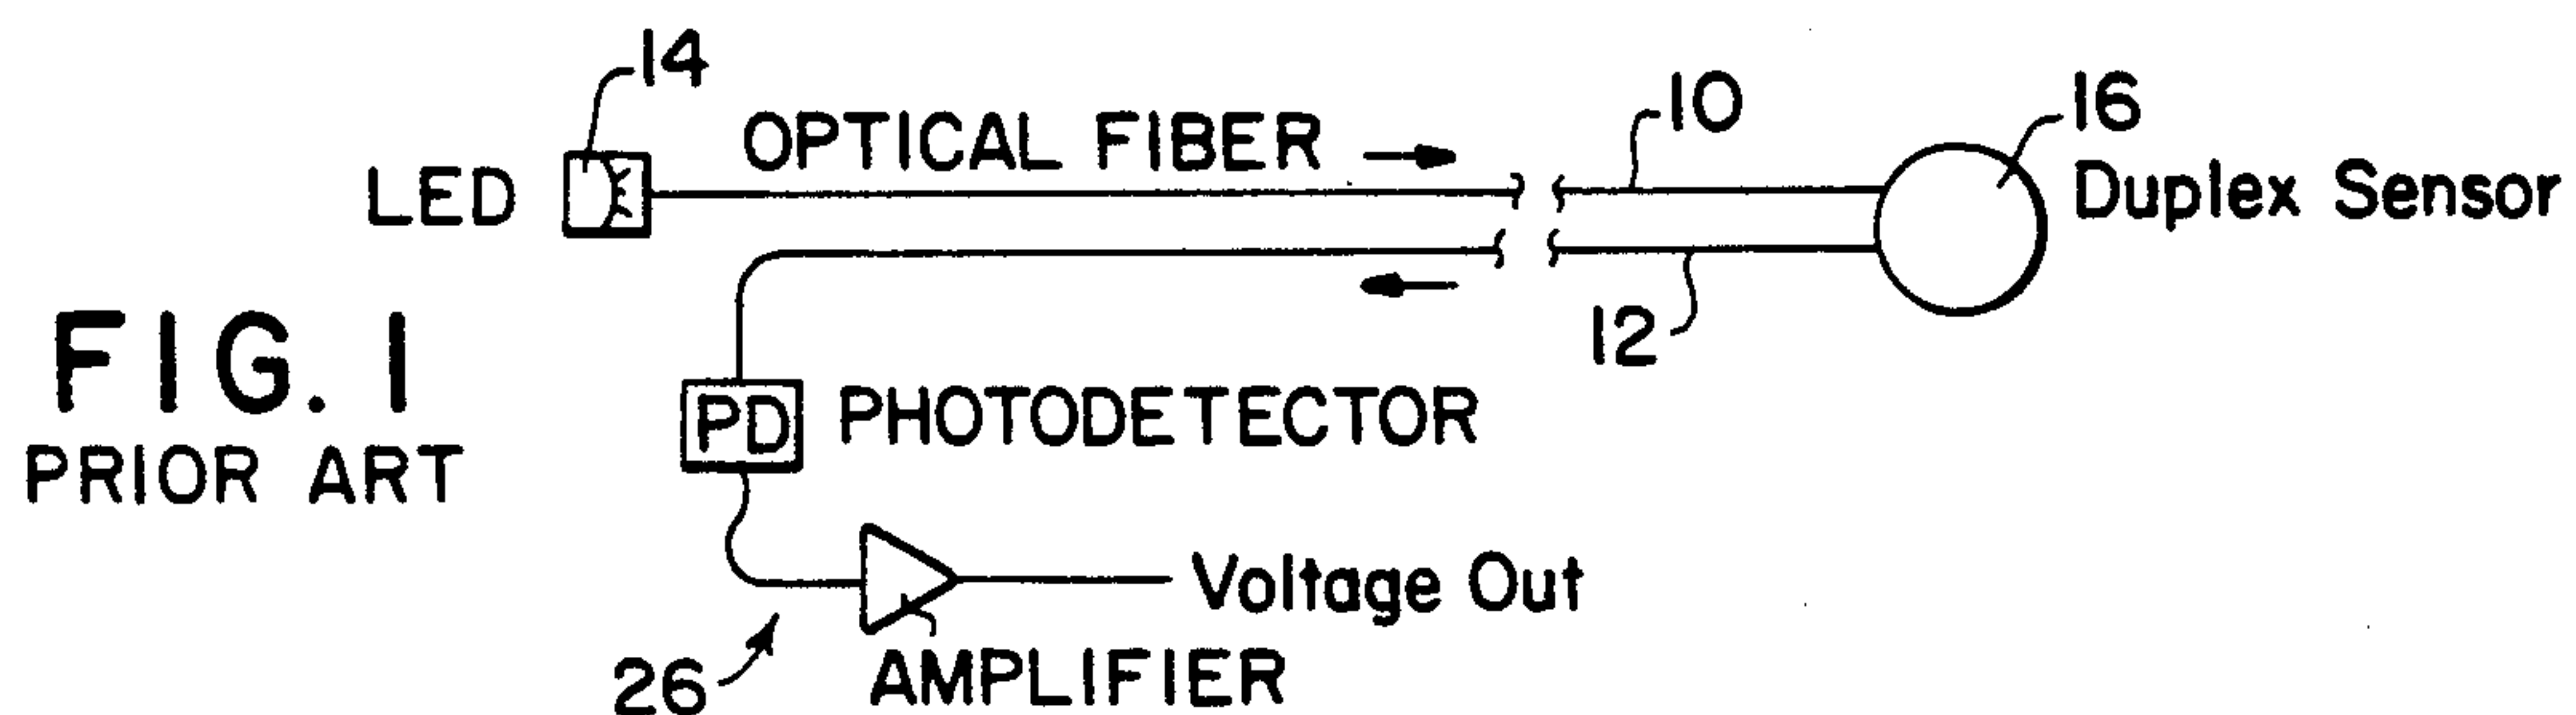 14
OPTICAL FIBER
10
16
LED
Duplex Sensor
12
FIG. 1
PRIOR ART
PD
PHOTODETECTOR
Voltage Out
26
AMPLIFIER